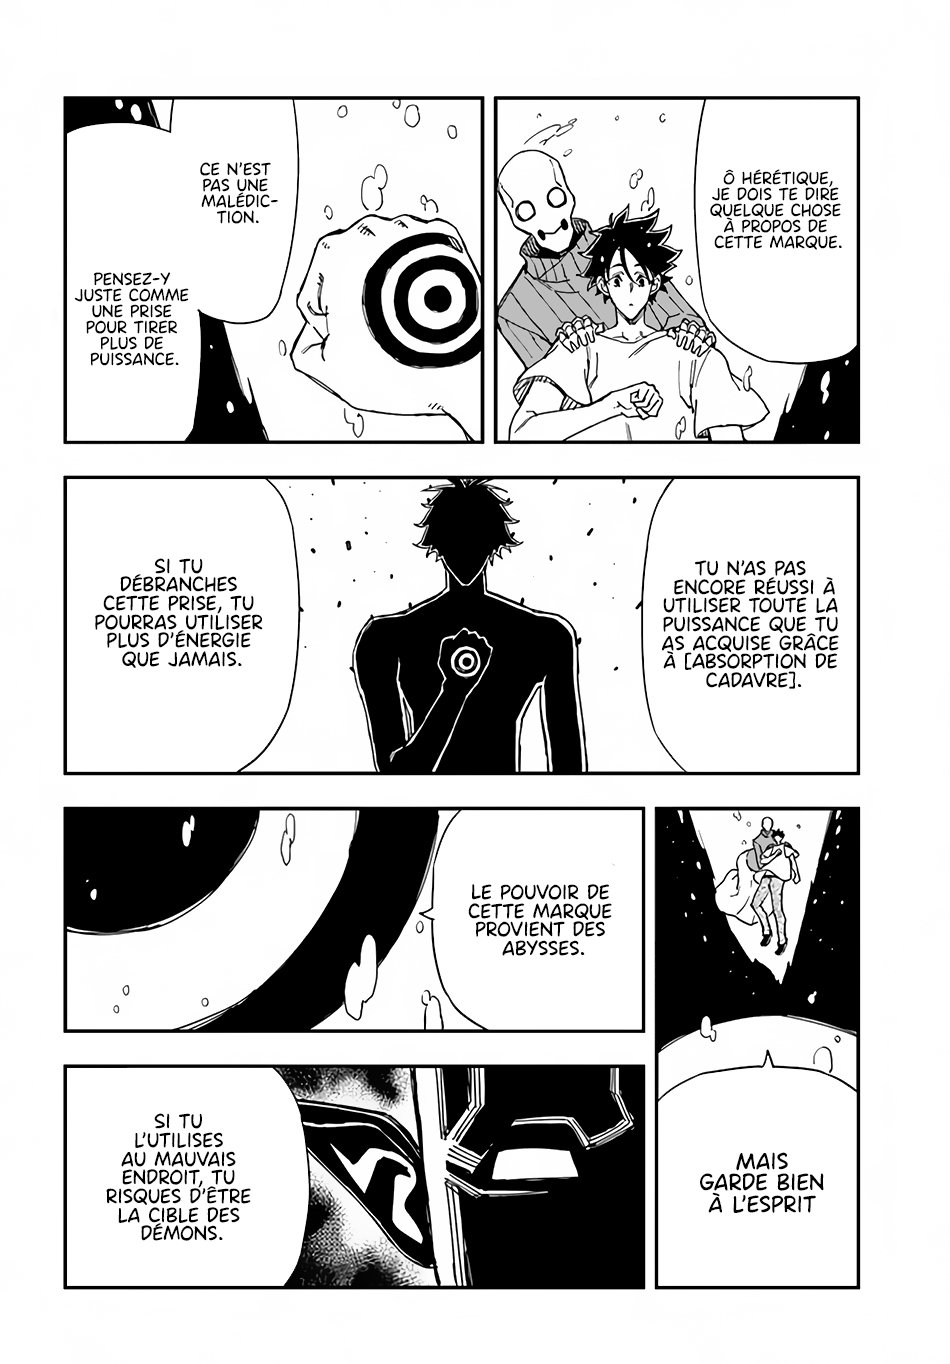 Ô HÉRÉTIQUE,
JE DOIS TE DIRE
QUELQUE CHOSE
À PROPOS DE
CETTE MARQUE.
CE N'EST
PAS UNE
MALÉDIC-
TION.
PENSEZ-Y
JUSTE COMME
UNE PRISE
POUR TIRER
PLUS DE
PUISSANCE.
TU N'AS PAS
ENCORE RÉUSSI À
UTILISER TOUTE LA
PUISSANCE QUE TU
AS ACQUISE GRÂCE
À [ABSORPTION DE
CADAVRE].
SI TU
DÉBRANCHES
CETTE PRISE, TU
POURRAS UTILISER
PLUS D'ÉNERGIE
QUE JAMAIS.
MAIS
GARDE BIEN
À L'ESPRIT
LE POUVOIR DE
CETTE MARQUE
PROVIENT DES
ABYSSES.
SI TU
L'UTILISES
AU MAUVAIS
ENDROIT, TU
RISQUES D'ÊTRE
LA CIBLE DES
DÉMONS.